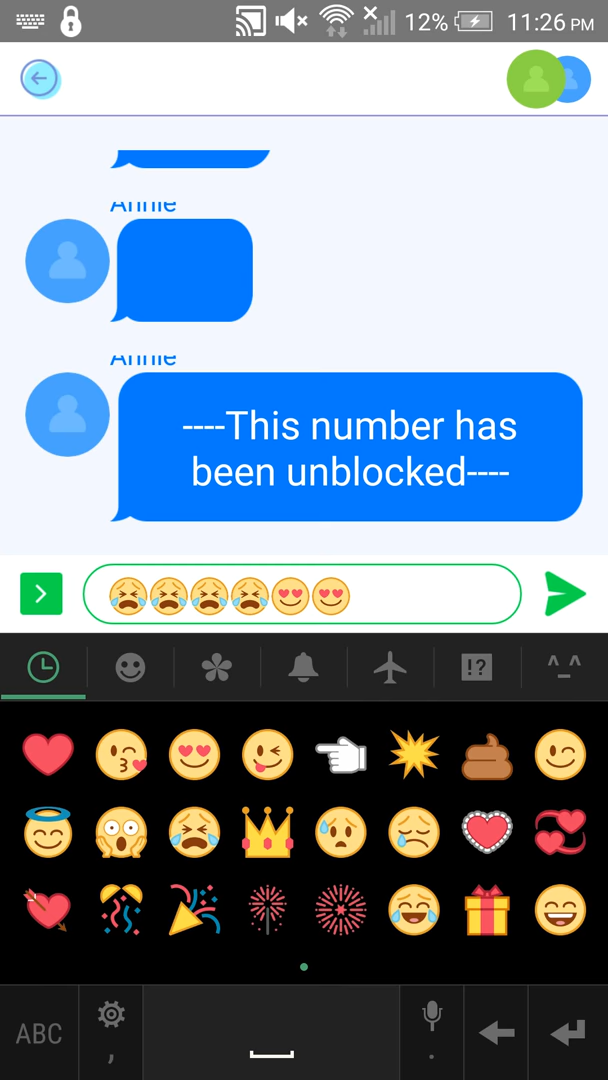 12% 11:26 PM
Annie
Annie
----This number has
been unblocked----
!?
^_^
ABC
, .